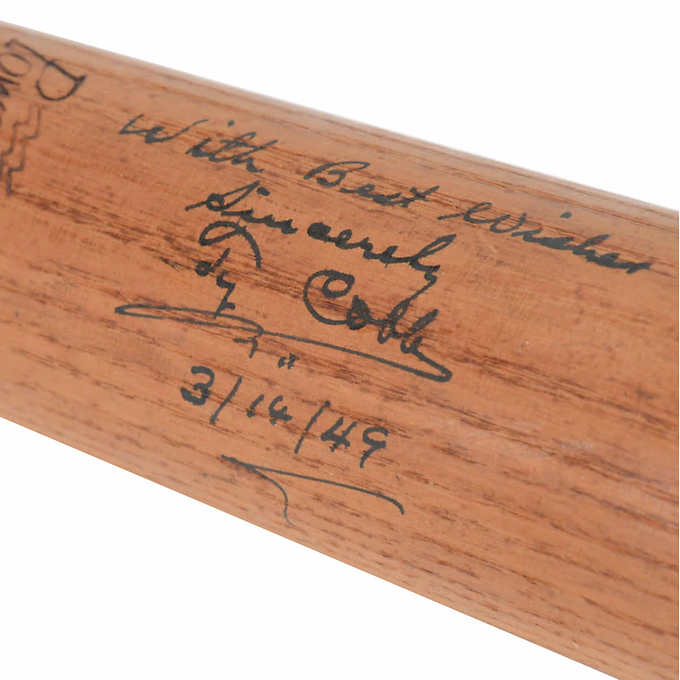 With Best Wishes
Sincerely
Ty Cobb
3/14/49